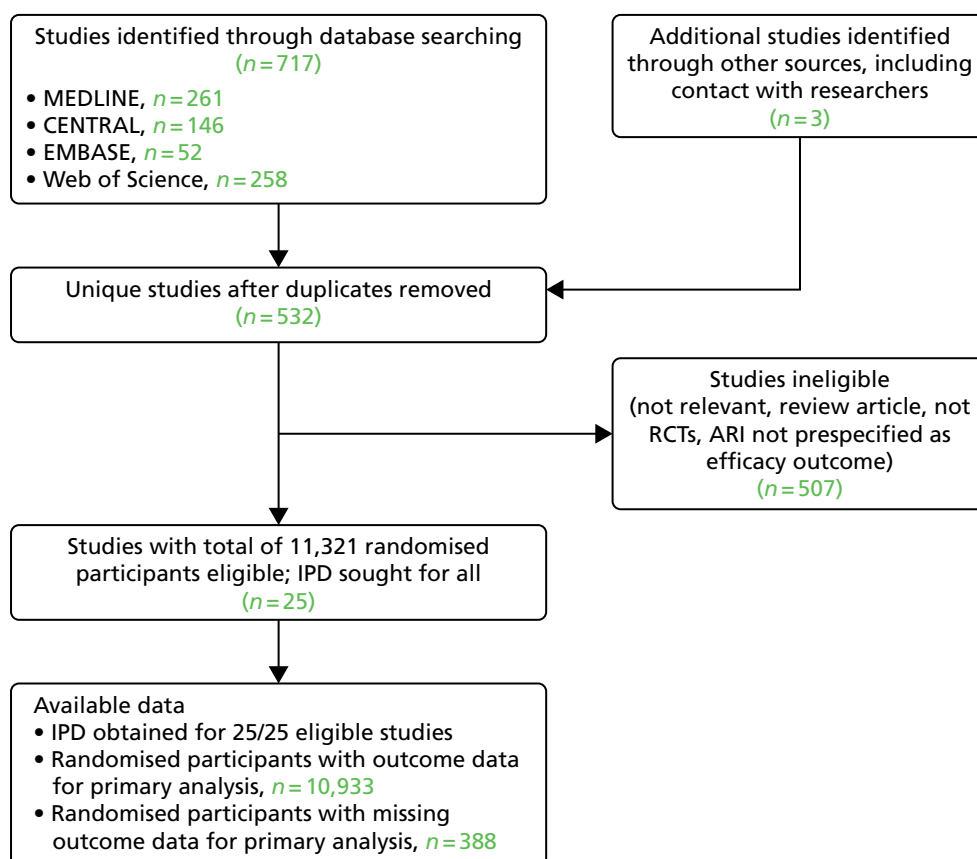 Studies identified through database searching
(n=717)
• MEDLINE, n=261
• CENTRAL, n=146
• EMBASE, n=52
• Web of Science, n=258
Additional studies identified
through other sources, including
contact with researchers
(n=3)
Unique studies after duplicates removed
(n=532)
Studies ineligible
(not relevant, review article, not
RCTs, ARI not prespecified as
efficacy outcome)
(n=507)
Studies with total of 11,321 randomised
participants eligible; IPD sought for all
(n=25)
Available data
• IPD obtained for 25/25 eligible studies
• Randomised participants with outcome data
for primary analysis, n=10,933
• Randomised participants with missing
outcome data for primary analysis, n=388